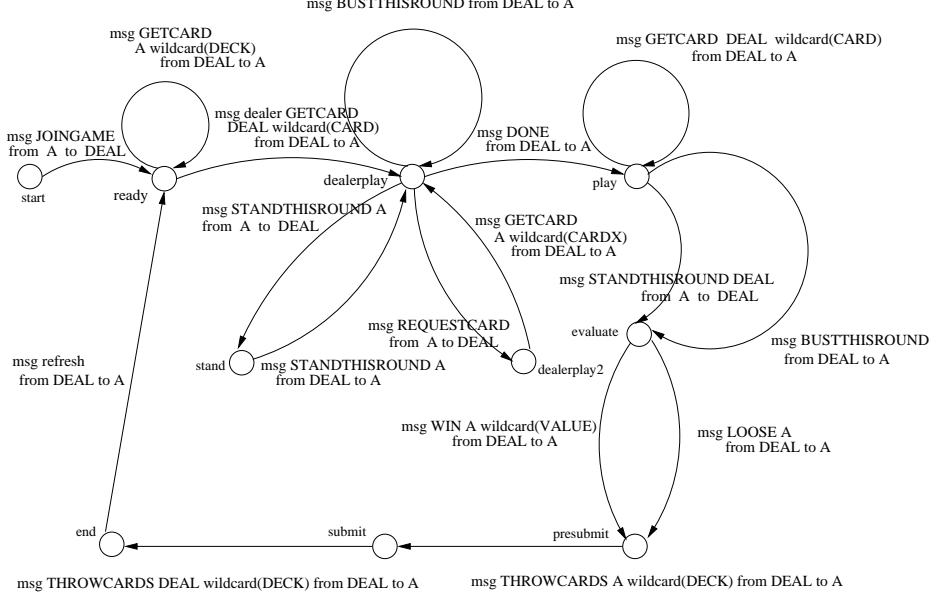 msg BUSTTHISROUND from DEAL to A
msg GETCARD
A wildcard(DECK)
from DEAL to A
msg GETCARD DEAL wildcard(CARD)
from DEAL to A
msg dealer GETCARD
DEAL wildcard(CARD)
from DEAL to A
msg JOINGAME
from A to DEAL
msg DONE
from DEAL to A
start
ready
dealerplay
play
msg STANDTHISROUND A
from A to DEAL
msg GETCARD
A wildcard(CARDX)
from DEAL to A
msg STANDTHISROUND DEAL
from A to DEAL
msg REQUESTCARD
from A to DEAL
evaluate
msg BUSTTHISROUND
from DEAL to A
msg refresh
from DEAL to A
stand
msg STANDTHISROUND A
from DEAL to A
dealerplay2
msg WIN A wildcard(VALUE)
from DEAL to A
msg LOOSE A
from DEAL to A
end
submit
presubmit
msg THROWCARDS DEAL wildcard(DECK) from DEAL to A
msg THROWCARDS A wildcard(DECK) from DEAL to A